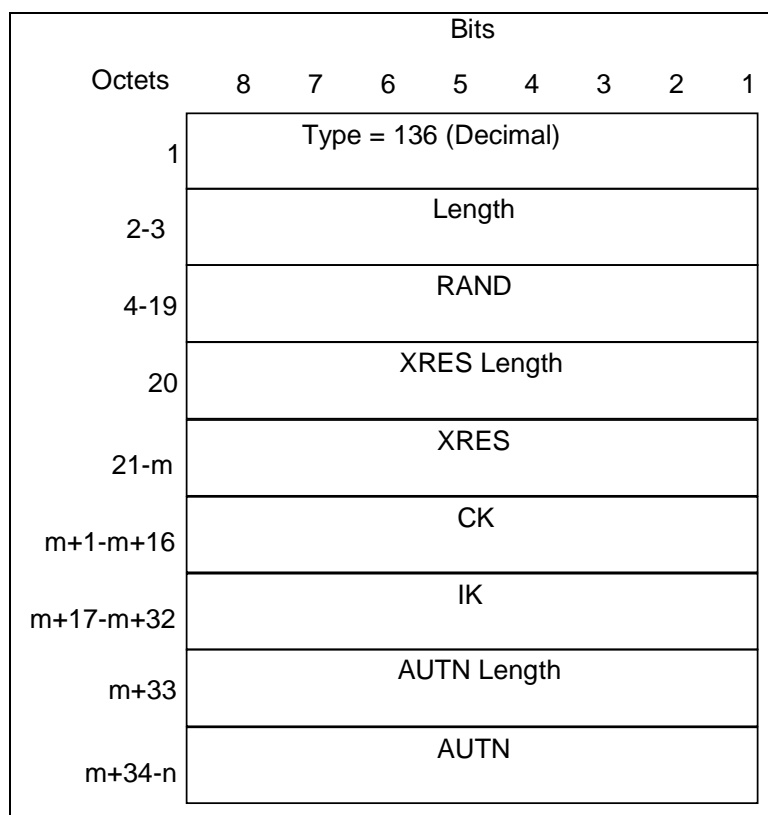 Bits
Octets 8 7 6 5 4 3 2 1
1 Type = 136 (Decimal)
2-3 Length
4-19 RAND
20 XRES Length
21-m XRES
m+1-m+16 CK
m+17-m+32 IK
m+33 AUTN Length
m+34-n AUTN